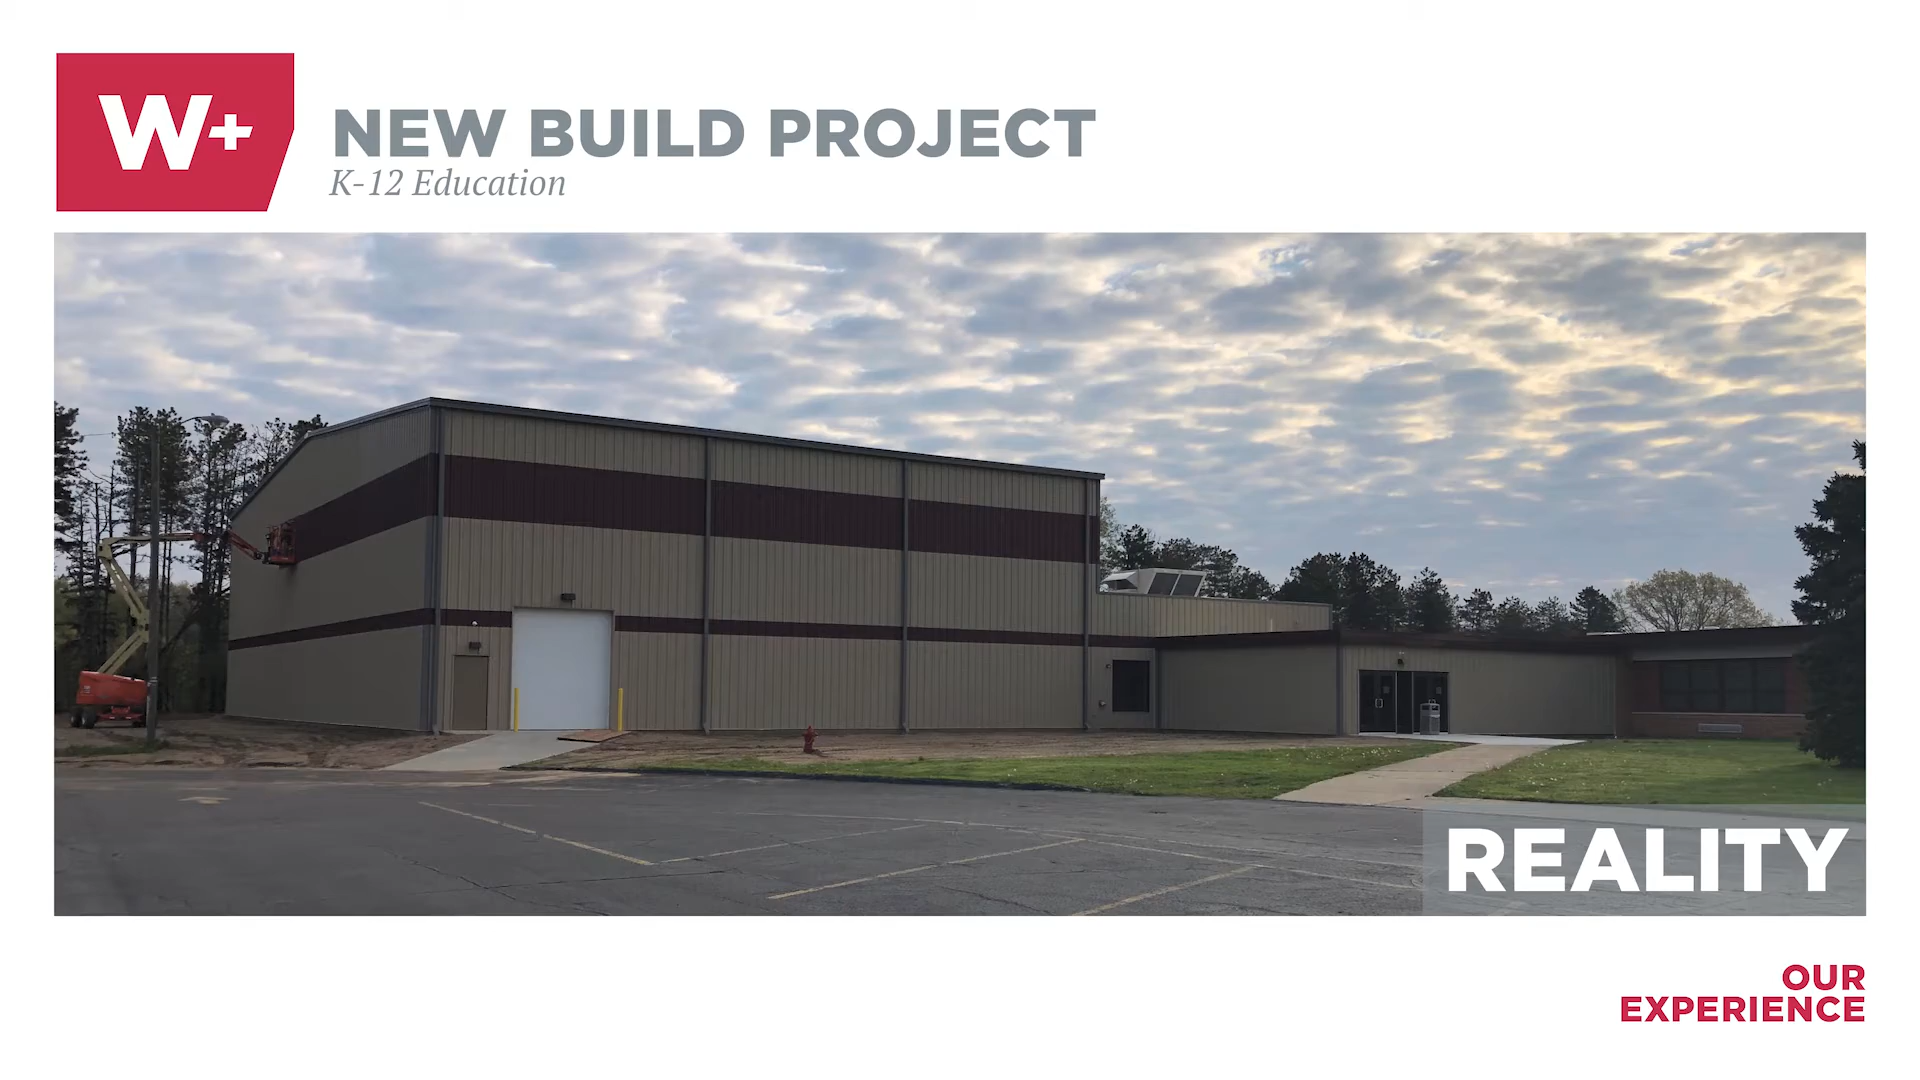 W+
NEW BUILD PROJECT
K-12 Education
REALITY
OUR
EXPERIENCE